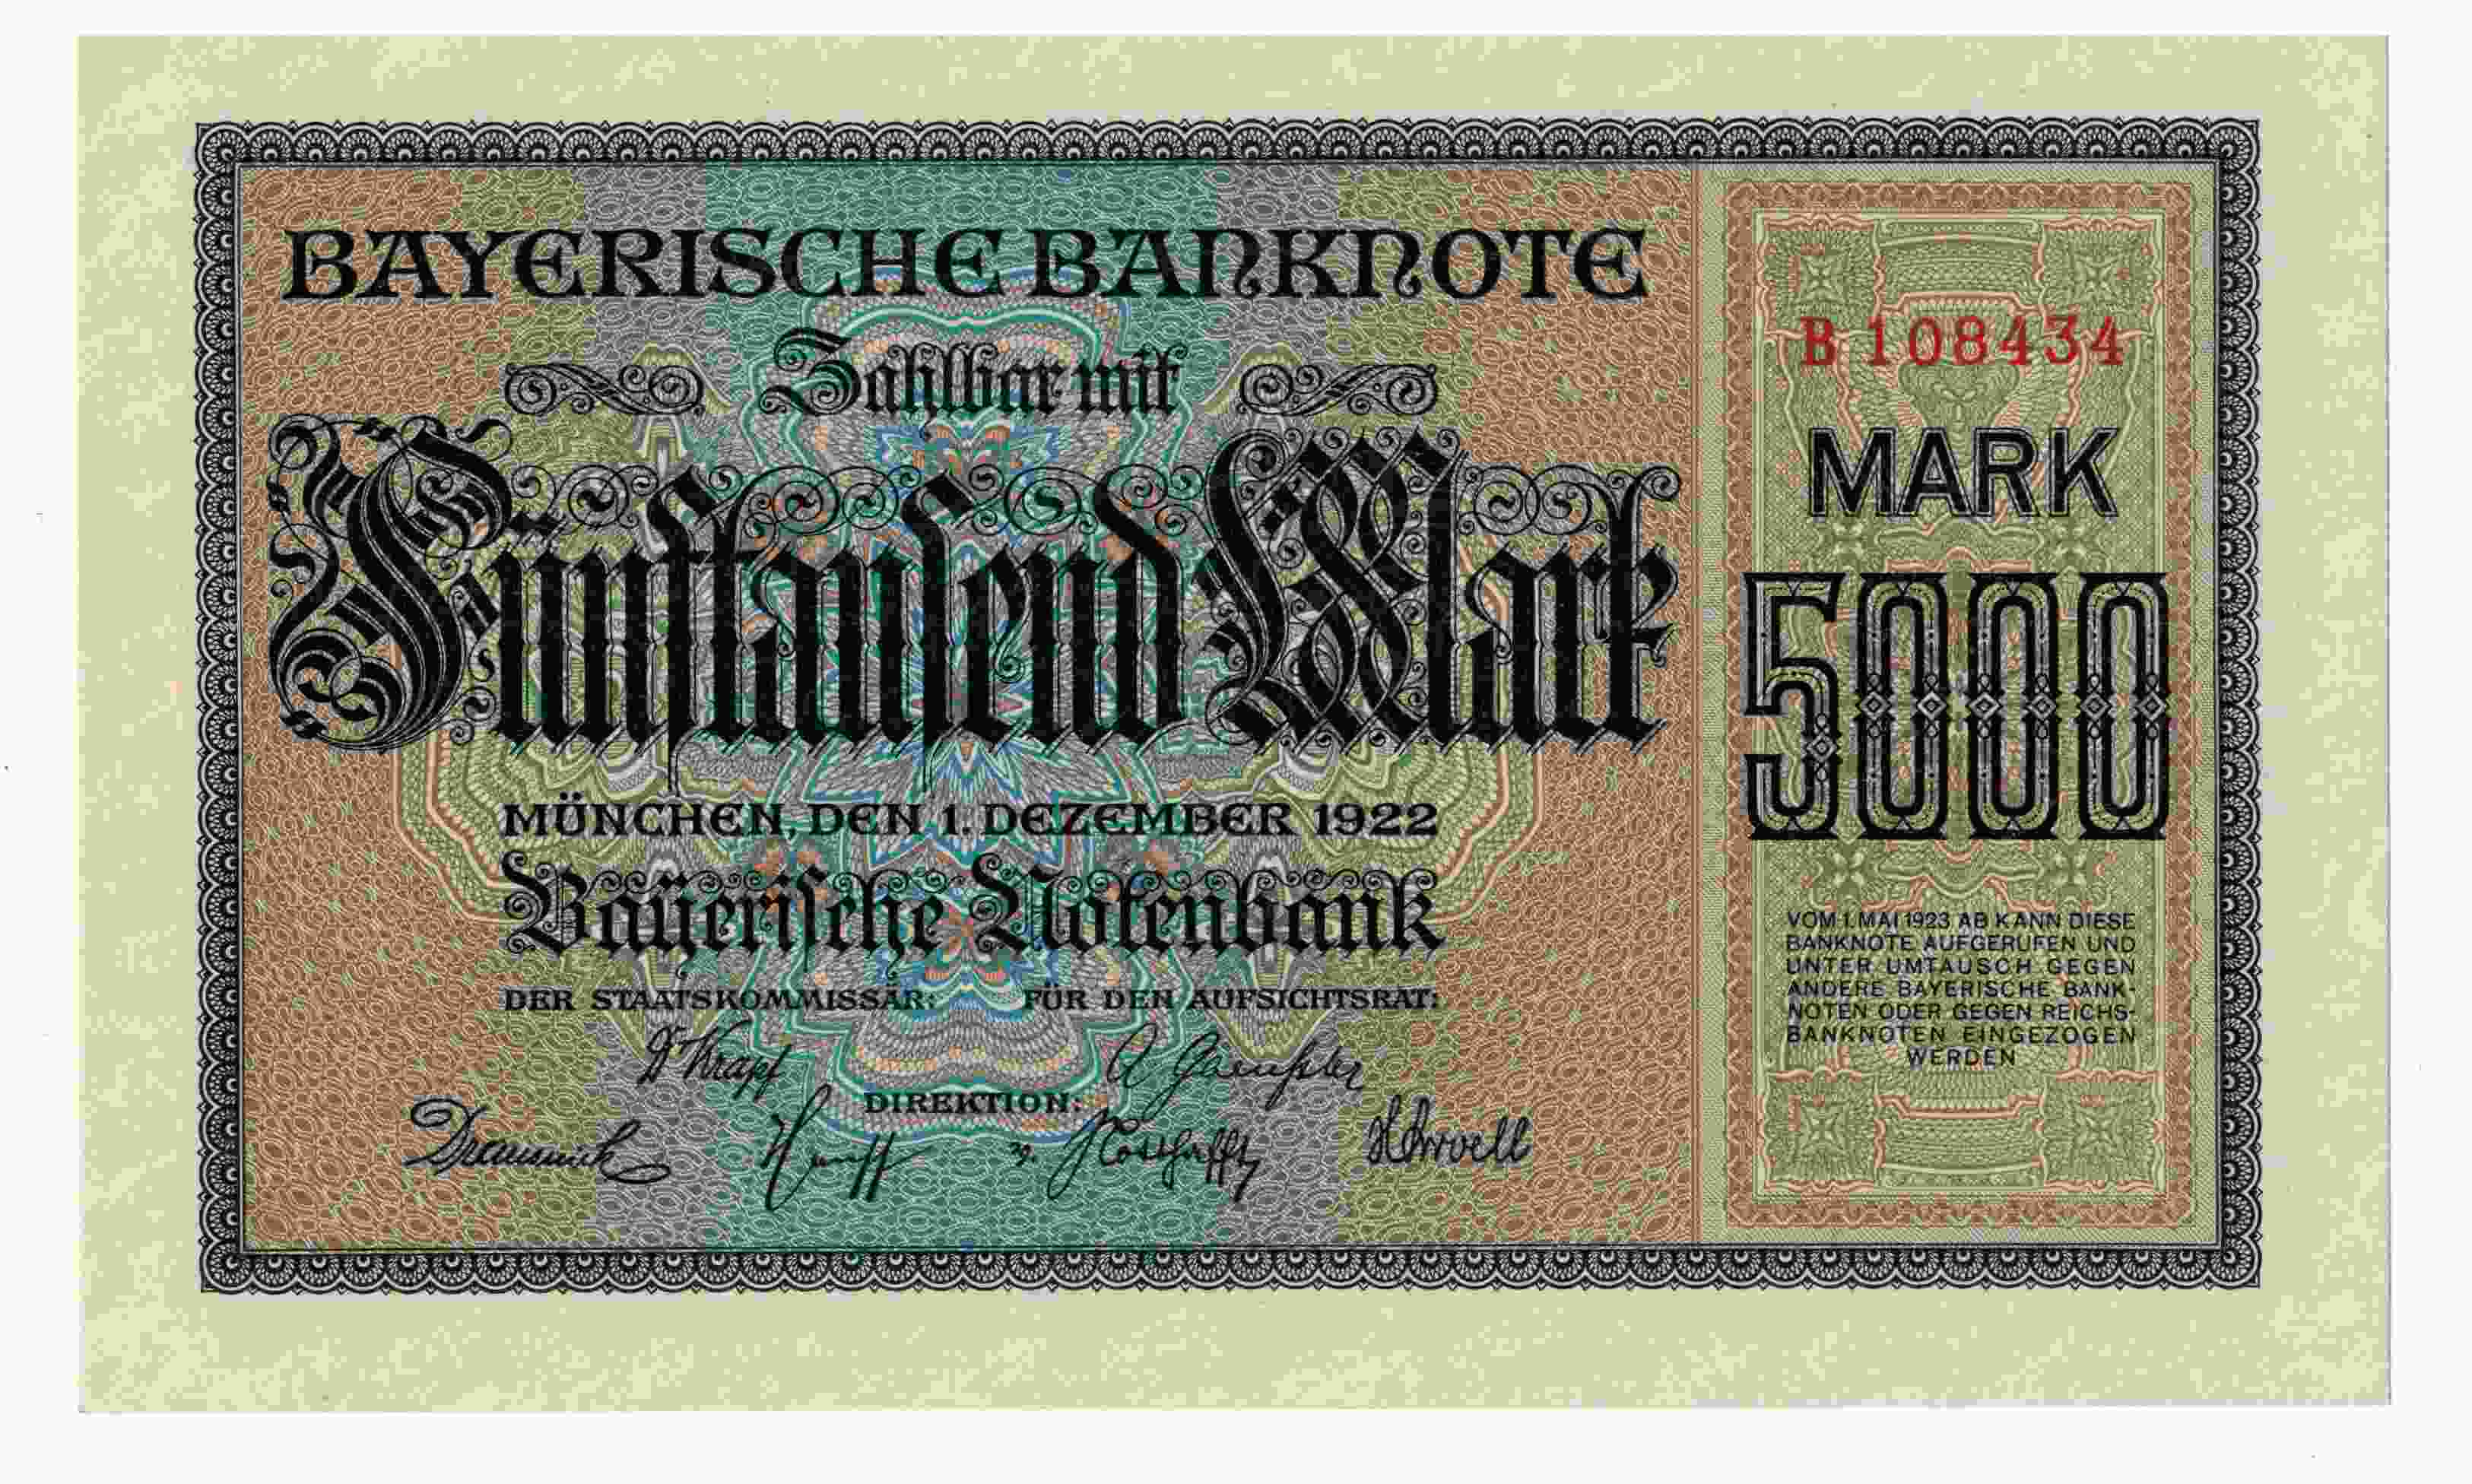 BAYERISCHE BANKNOTE
Zahlbar mit
Fünftausend Mark
MÜNCHEN, DEN 1. DEZEMBER 1922
Bayerische Notenbank
DER STAATSKOMMISSÄR: FÜR DEN AUFSICHTSRAT:
Dr Krapf
DIREKTION:
B 108434
MARK
5000
VOM 1. MAI 1923 AB KANN DIESE
BANKNOTE AUFGERUFEN UND
UNTER UMTAUSCH GEGEN
ANDERE BAYERISCHE BANK-
NOTEN ODER GEGEN REICHS-
BANKNOTEN EINGEZOGEN
WERDEN